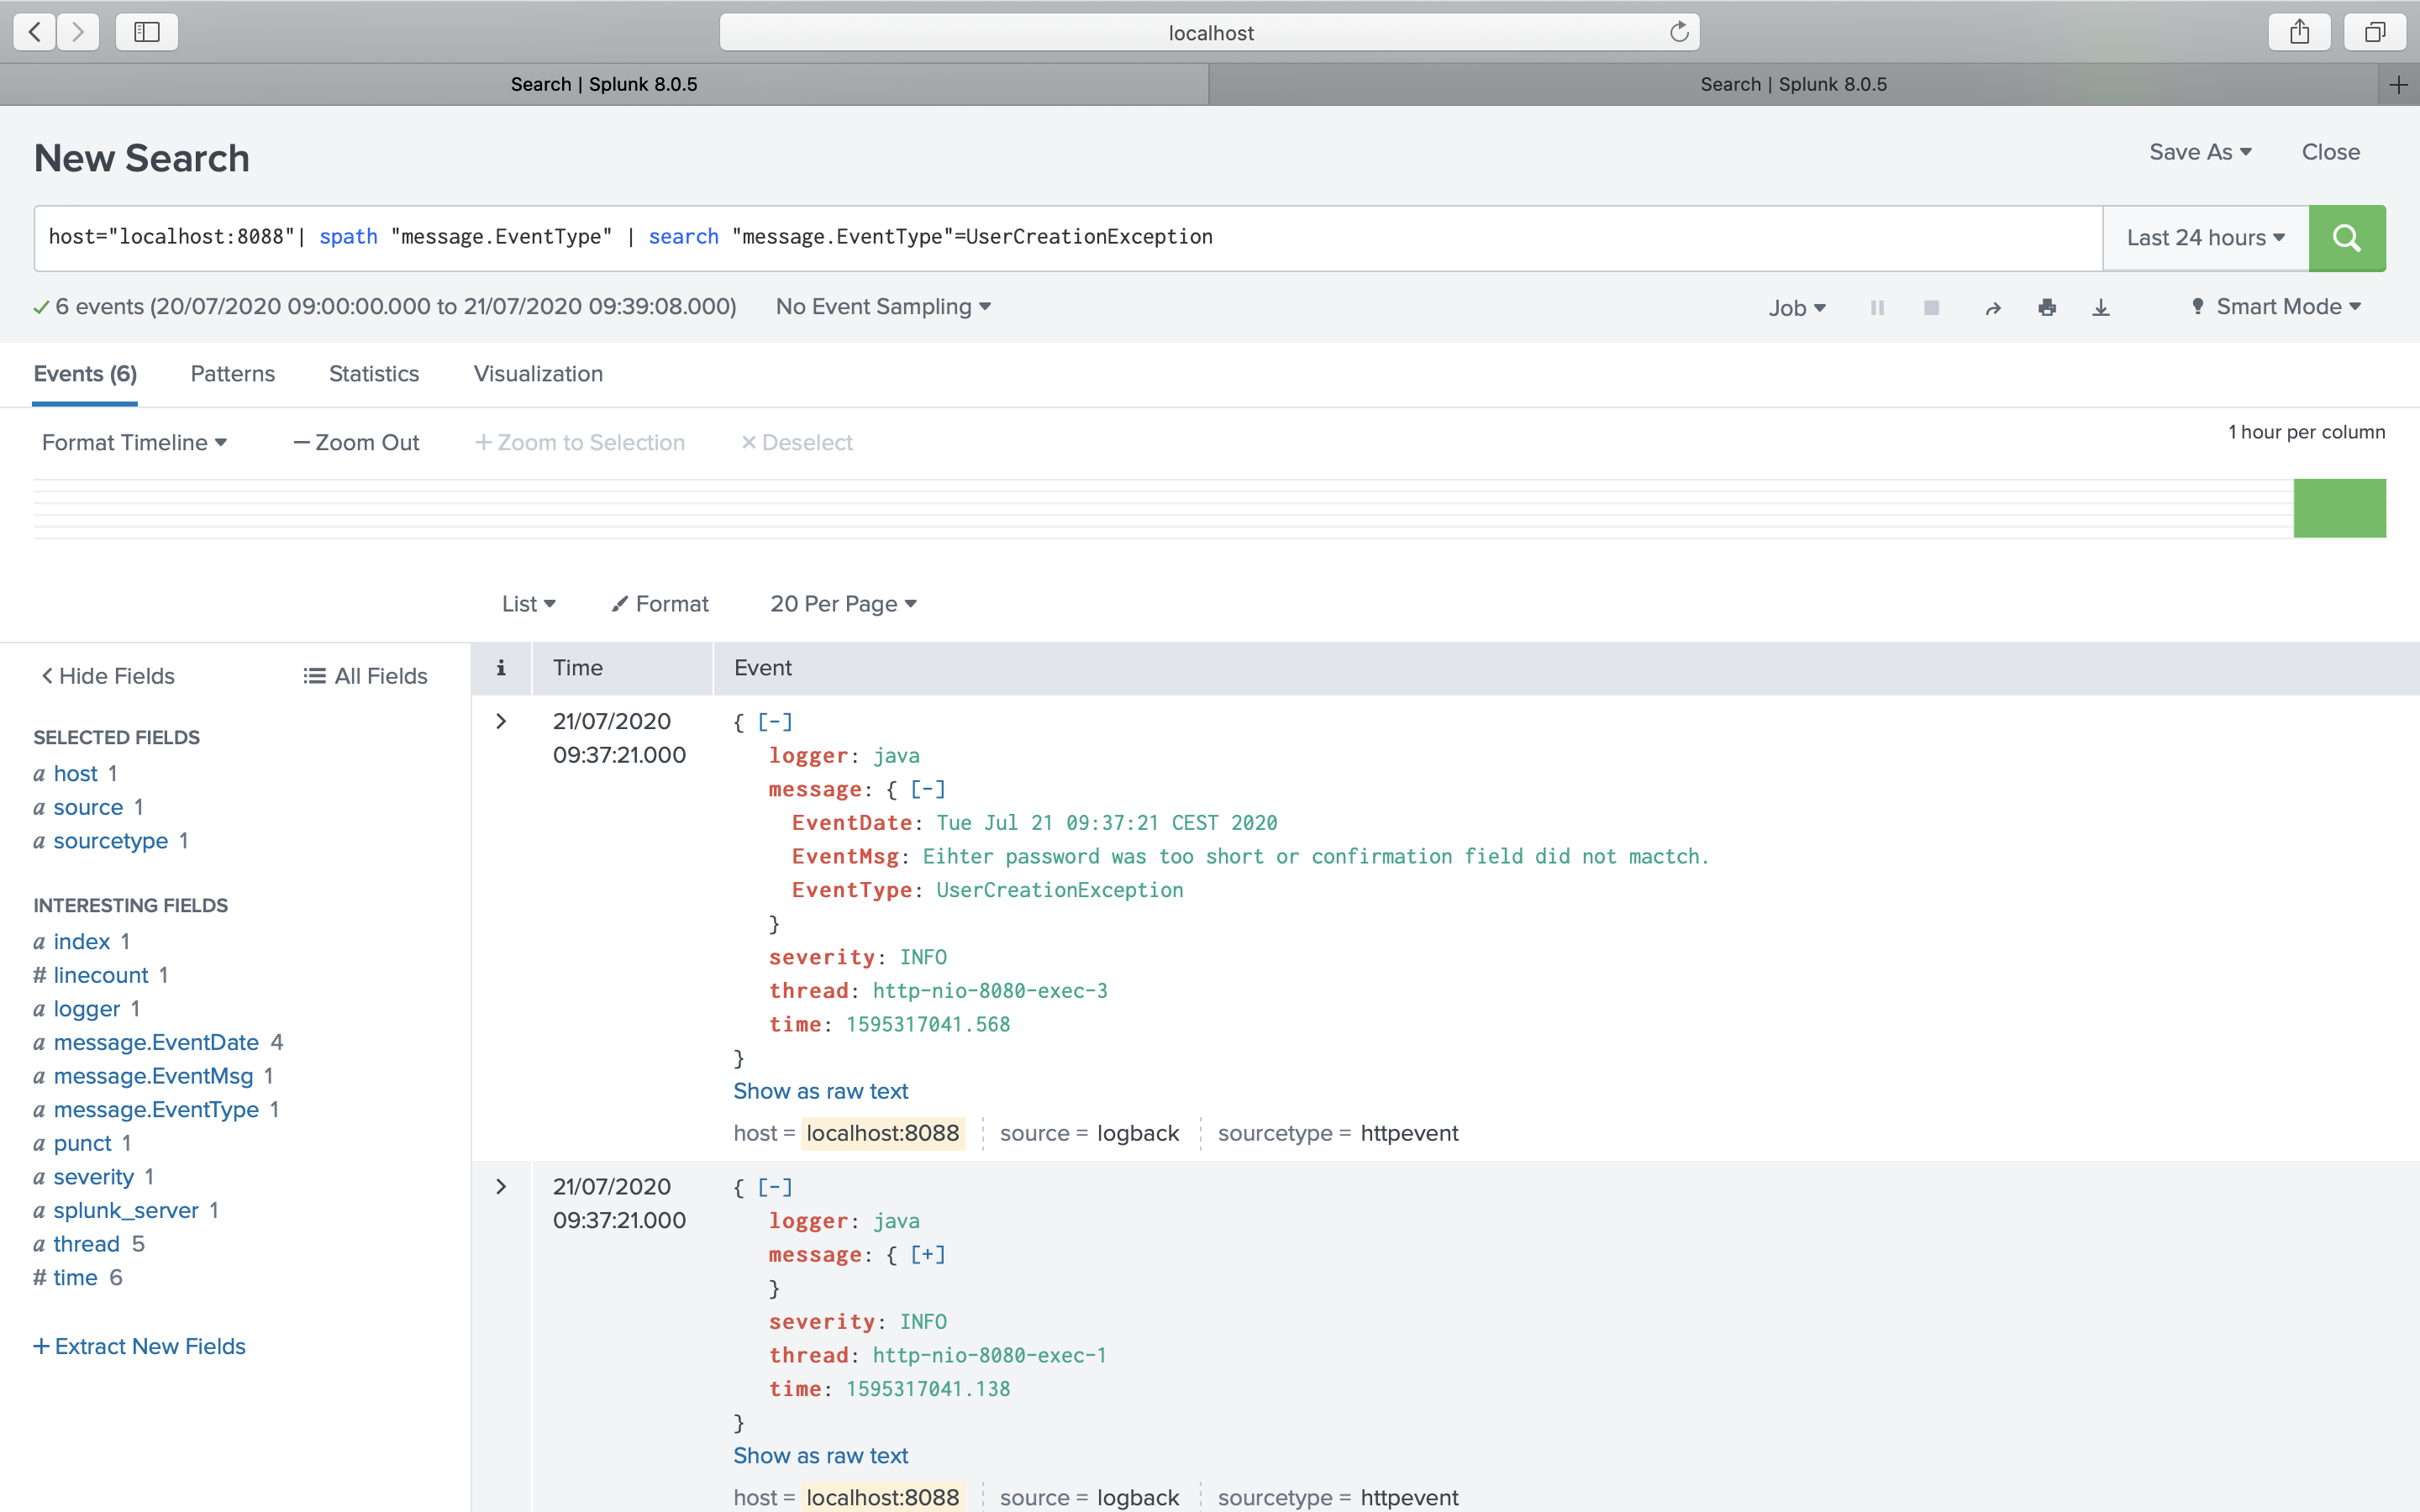 localhost
Search | Splunk 8.0.5
Search | Splunk 8.0.5
New Search
Save As
Close
host="localhost:8088"| spath "message.EventType" | search "message.EventType"=UserCreationException
Last 24 hours
6 events (20/07/2020 09:00:00.000 to 21/07/2020 09:39:08.000)
No Event Sampling
Job
Smart Mode
Events (6)
Patterns
Statistics
Visualization
Format Timeline
— Zoom Out
+ Zoom to Selection
× Deselect
1 hour per column
List
Format
20 Per Page
< Hide Fields
All Fields
SELECTED FIELDS
a host 1
a source 1
a sourcetype 1
INTERESTING FIELDS
a index 1
# linecount 1
a logger 1
a message.EventDate 4
a message.EventMsg 1
a message.EventType 1
a punct 1
a severity 1
a splunk_server 1
a thread 5
# time 6
+ Extract New Fields
i
Time
Event
>
21/07/2020
09:37:21.000
{ [-]
logger: java
message: { [-]
EventDate: Tue Jul 21 09:37:21 CEST 2020
EventMsg: Eihter password was too short or confirmation field did not mactch.
EventType: UserCreationException
}
severity: INFO
thread: http-nio-8080-exec-3
time: 1595317041.568
}
Show as raw text
host = localhost:8088
source = logback
sourcetype = httpevent
>
21/07/2020
09:37:21.000
{ [-]
logger: java
message: { [+]
}
severity: INFO
thread: http-nio-8080-exec-1
time: 1595317041.138
}
Show as raw text
host = localhost:8088
source = logback
sourcetype = httpevent